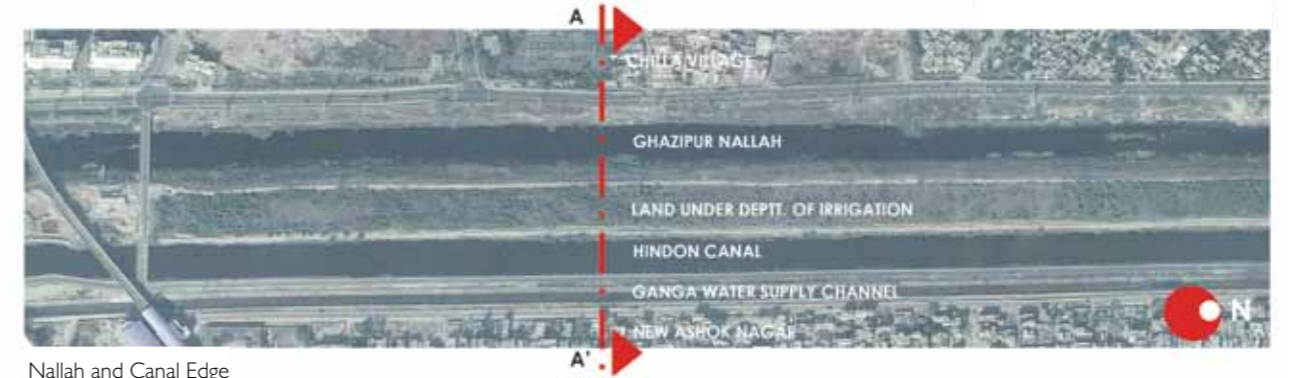 A
CHILLA VILLAGE
GHAZIPUR NALLAH
LAND UNDER DEPTT. OF IRRIGATION
HINDON CANAL
GANGA WATER SUPPLY CHANNEL
N
NEW ASHOK NAGAR
A'
Nallah and Canal Edge